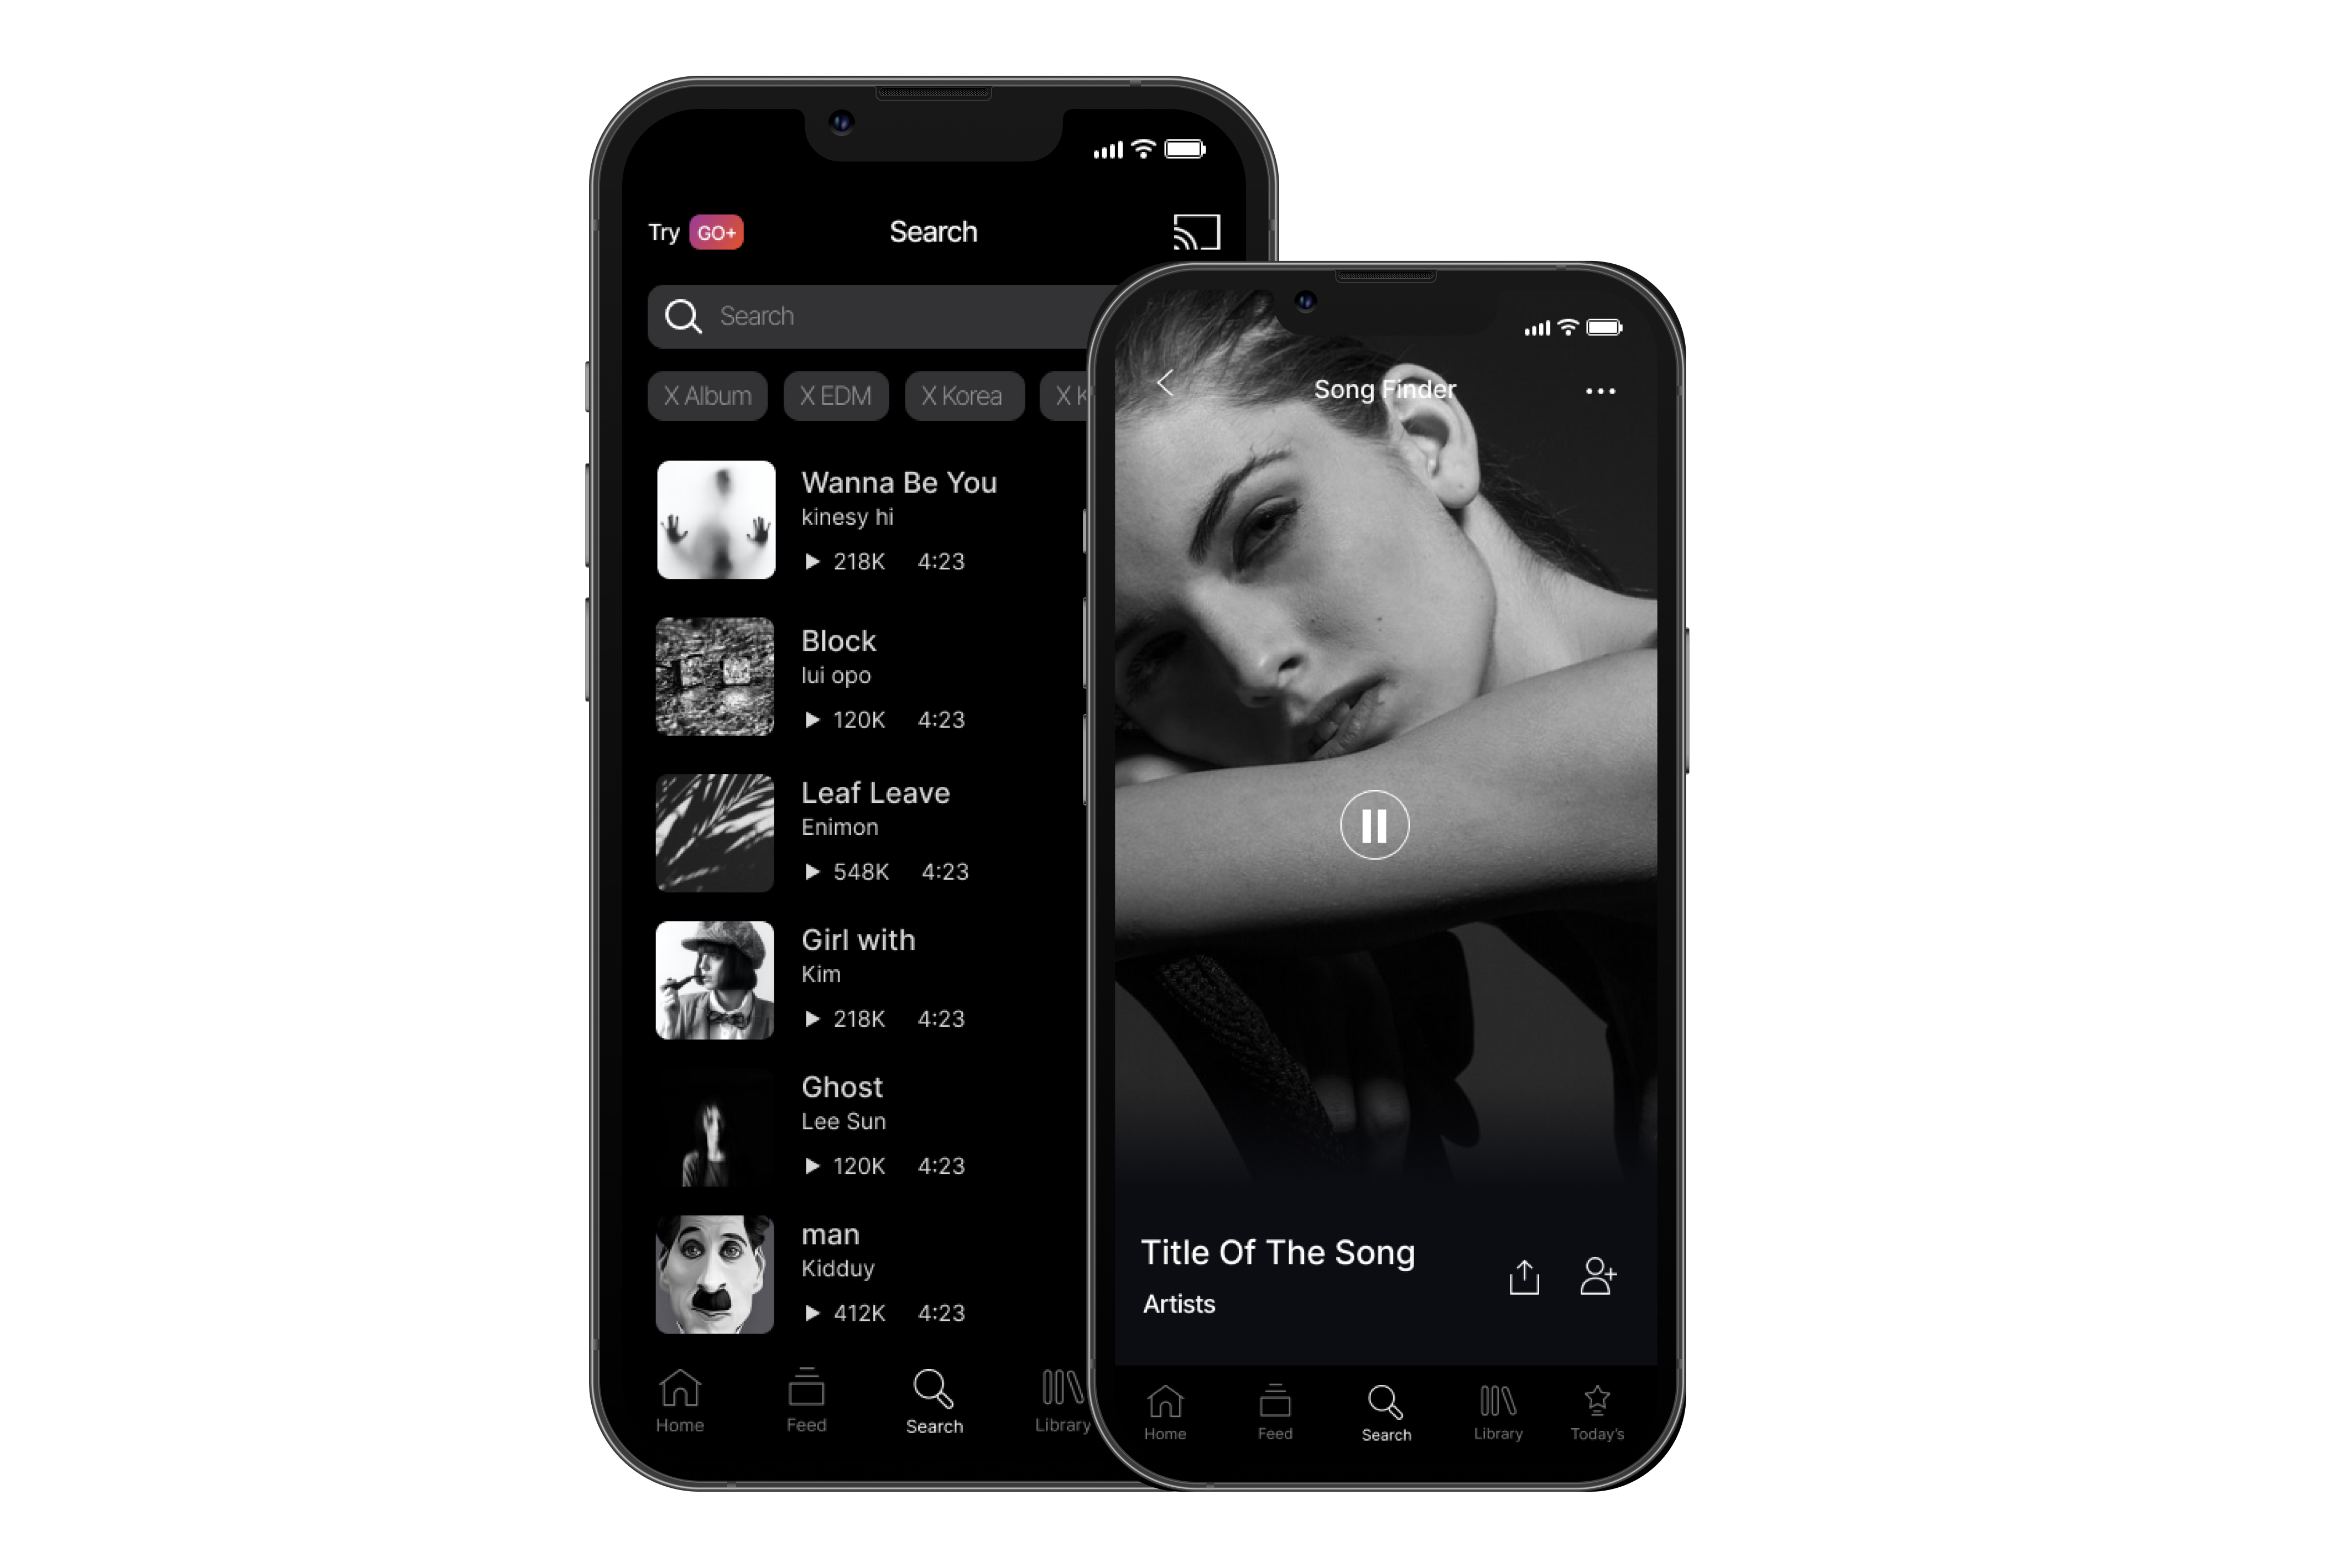 Try GO+
Search
Search
X Album
X EDM
X Korea
X
Wanna Be You
kinesy hi
218K 4:23
Block
lui opo
120K 4:23
Leaf Leave
Enimon
548K 4:23
Girl with
Kim
218K 4:23
Ghost
Lee Sun
120K 4:23
man
Kidduy
412K 4:23
Home
Feed
Search
Library
Song Finder
Title Of The Song
Artists
Home
Feed
Search
Library
Today's